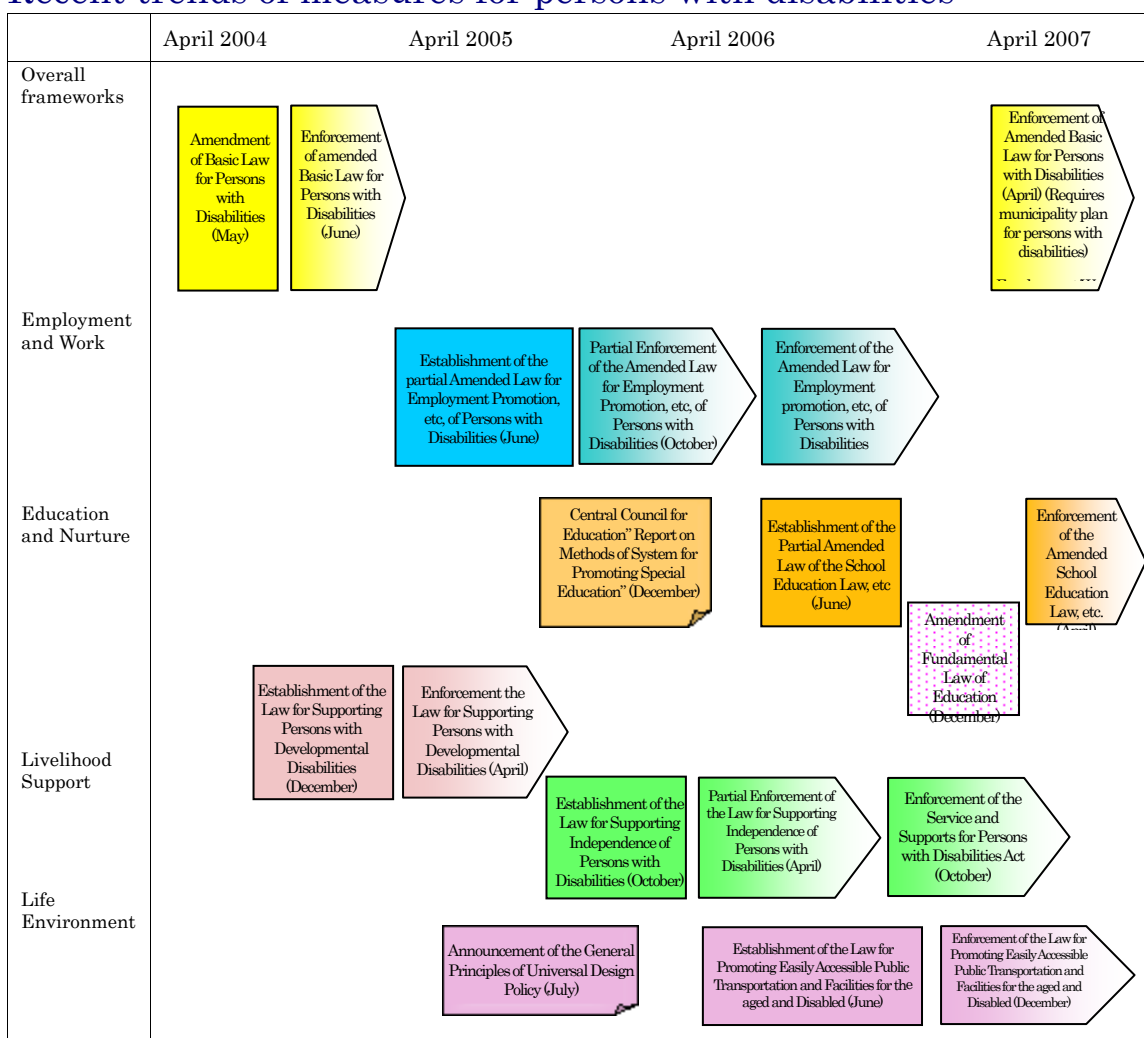 Recent trends of measures for persons with disabilities
April 2004
April 2005
April 2006
April 2007
Overall
frameworks
Amendment
of Basic Law
for Persons
with
Disabilities
(May)
Enforcement
of amended
Basic Law for
Persons with
Disabilities
(June)
Enforcement of
Amended Basic
Law for Persons
with Disabilities
(April) (Requires
municipality plan
for persons with
disabilities)
Employment
and Work
Establishment of the
partial Amended Law for
Employment Promotion,
etc, of Persons with
Disabilities (June)
Partial Enforcement
of the Amended Law
for Employment
Promotion, etc, of
Persons with
Disabilities (October)
Enforcement of the
Amended Law for
Employment
promotion, etc, of
Persons with
Disabilities
Education
and Nurture
Central Council for
Education” Report on
Methods of System for
Promoting Special
Education” (December)
Establishment of the
Partial Amended
Law of the School
Education Law, etc
(June)
Enforcement
of the
Amended
School
Education
Law, etc.
(April)
Amendment
of
Fundamental
Law of
Education
(December)
Establishment of the
Law for Supporting
Persons with
Developmental
Disabilities
(December)
Enforcement the
Law for Supporting
Persons with
Developmental
Disabilities (April)
Livelihood
Support
Establishment of the
Law for Supporting
Independence of
Persons with
Disabilities (October)
Partial Enforcement of
the Law for Supporting
Independence of
Persons with
Disabilities (April)
Enforcement of the
Service and
Supports for Persons
with Disabilities Act
(October)
Life
Environment
Announcement of the General
Principles of Universal Design
Policy (July)
Establishment of the Law for
Promoting Easily Accessible Public
Transportation and Facilities for the
aged and Disabled (June)
Enforcement of the Law for
Promoting Easily Accessible
Public Transportation and
Facilities for the aged and
Disabled (December)